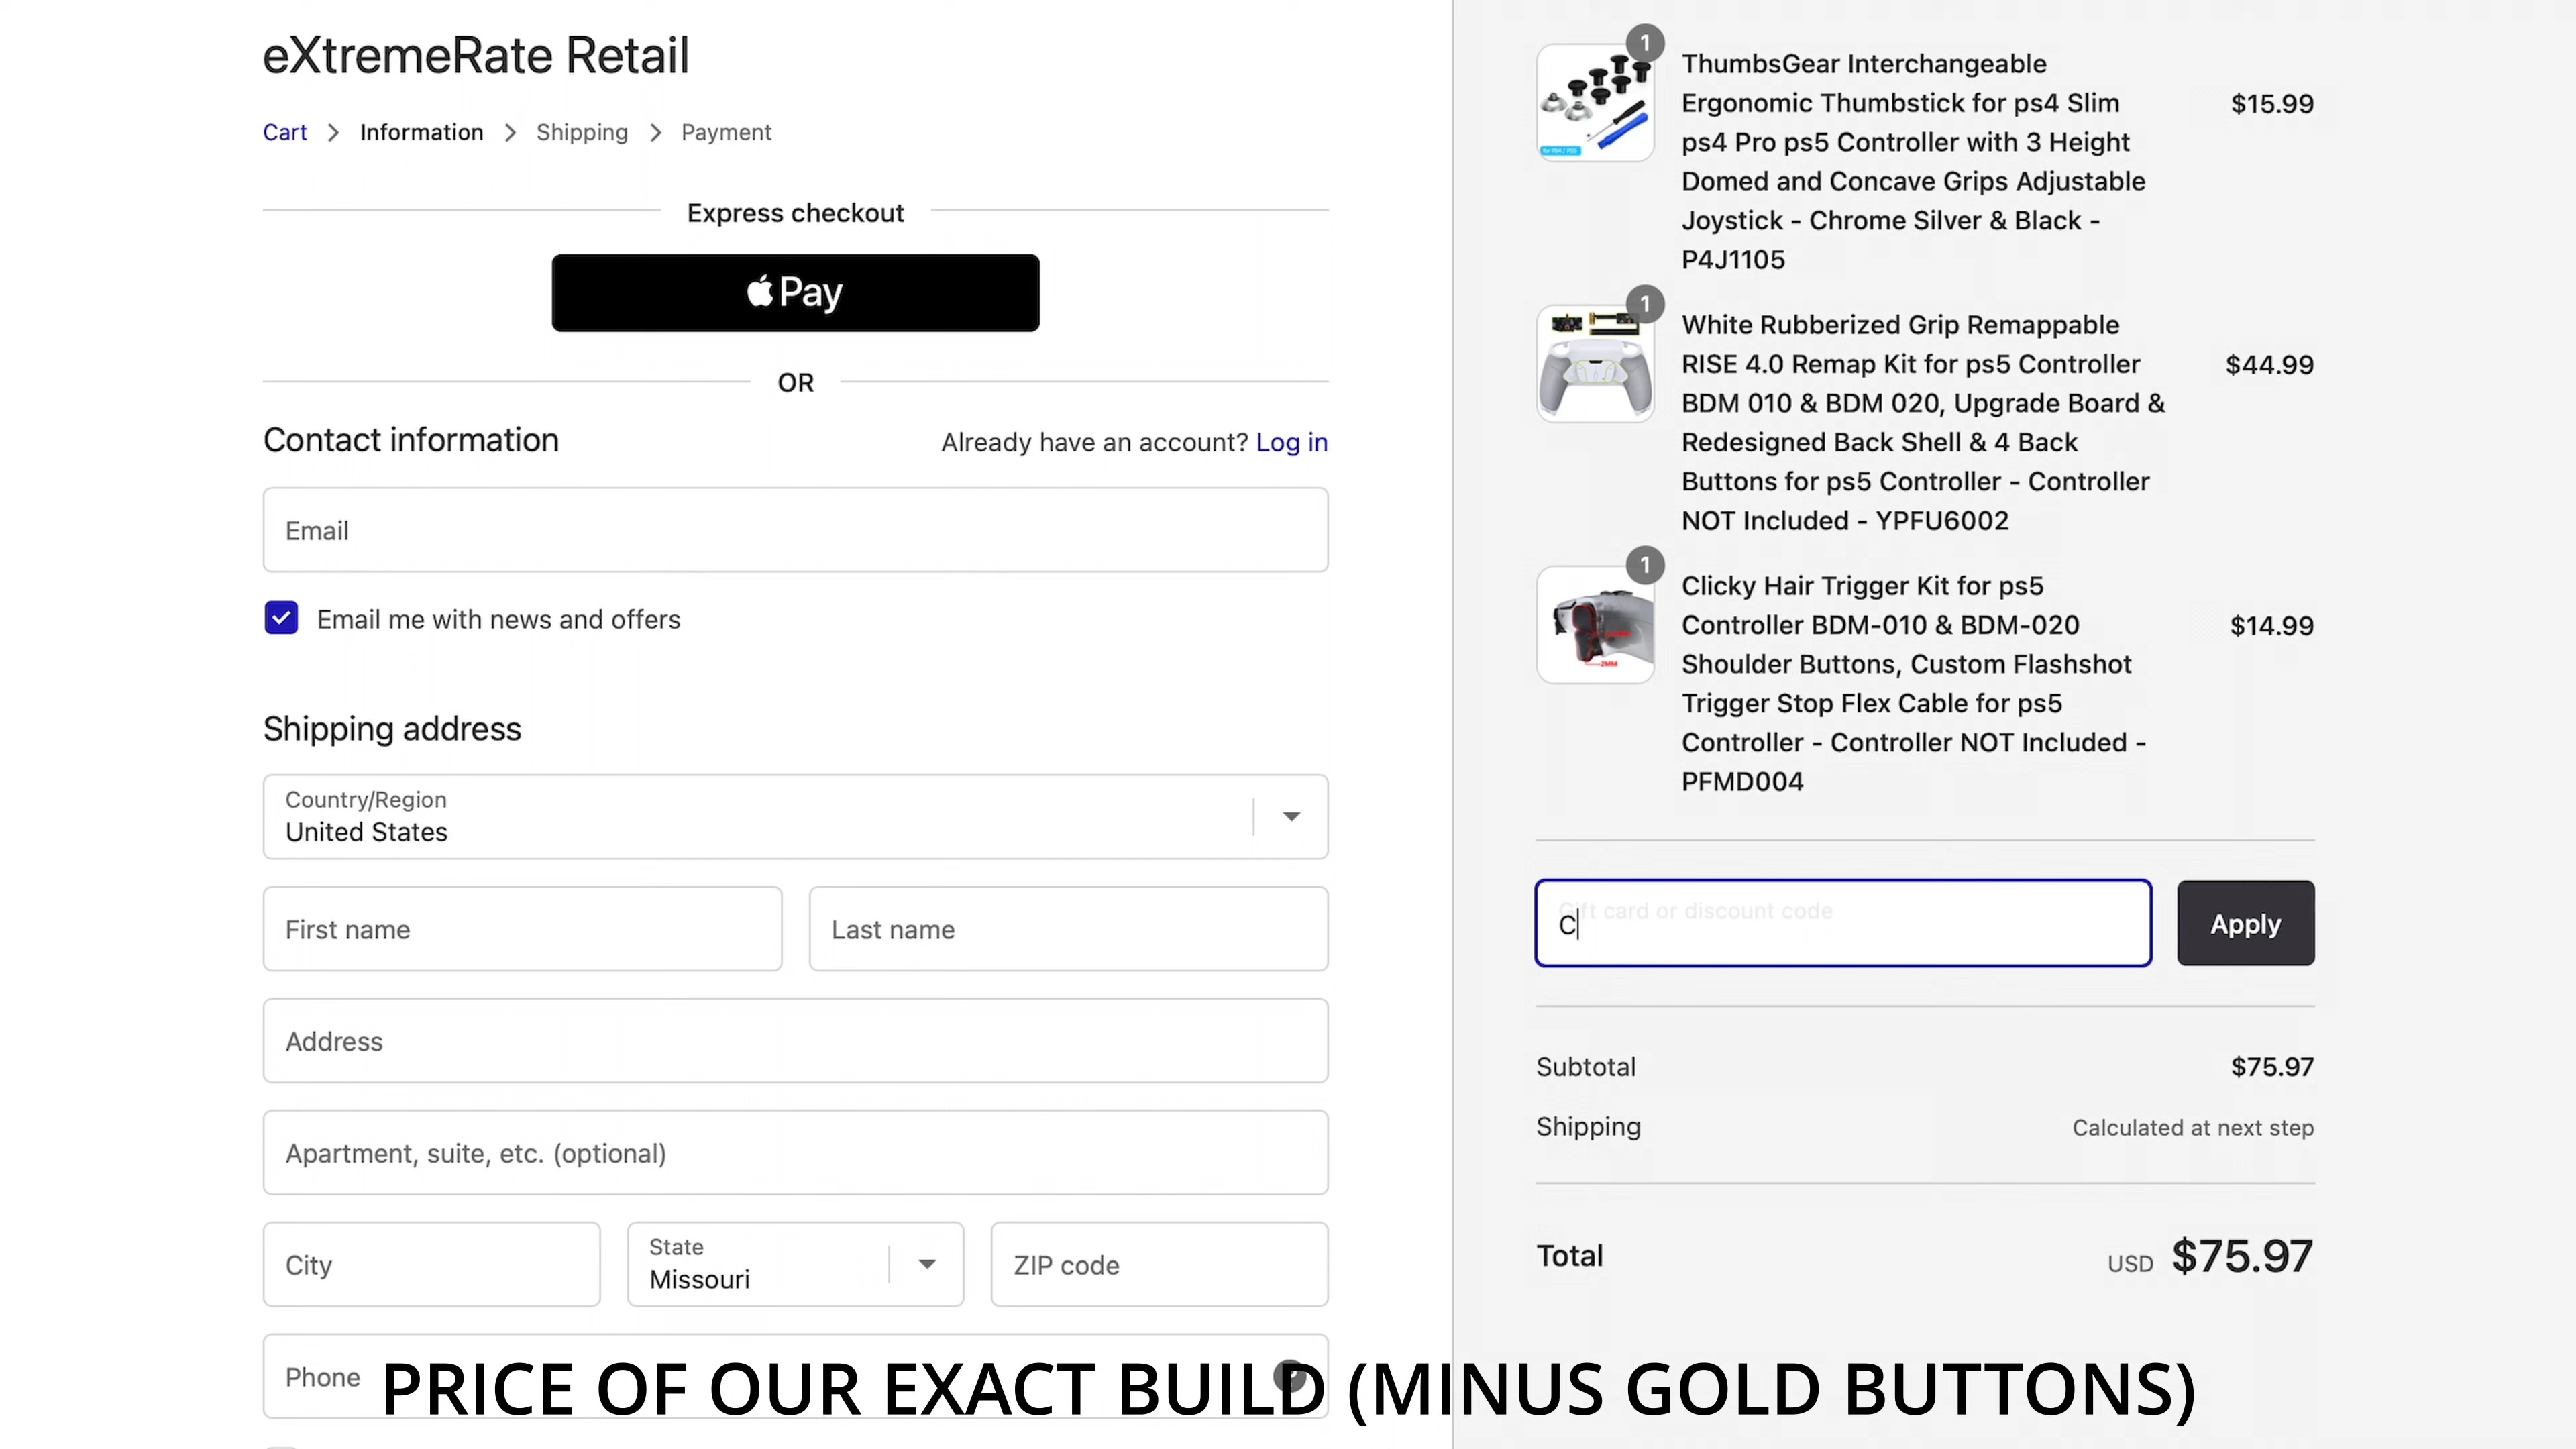 eXtremeRate Retail
Cart > Information > Shipping > Payment
Express checkout
Pay
OR
Contact information
Already have an account? Log in
Email
Email me with news and offers
Shipping address
Country/Region
United States
First name
Last name
Address
Apartment, suite, etc. (optional)
City
State
Missouri
ZIP code
Phone
1
ThumbsGear Interchangeable
Ergonomic Thumbstick for ps4 Slim
ps4 Pro ps5 Controller with 3 Height
Domed and Concave Grips Adjustable
Joystick - Chrome Silver & Black -
P4J1105
$15.99
1
White Rubberized Grip Remappable
RISE 4.0 Remap Kit for ps5 Controller
BDM 010 & BDM 020, Upgrade Board &
Redesigned Back Shell & 4 Back
Buttons for ps5 Controller - Controller
NOT Included - YPFU6002
$44.99
1
2MM
Clicky Hair Trigger Kit for ps5
Controller BDM-010 & BDM-020
Shoulder Buttons, Custom Flashshot
Trigger Stop Flex Cable for ps5
Controller - Controller NOT Included -
PFMD004
$14.99
Gift card or discount code
C
Apply
Subtotal
$75.97
Shipping
Calculated at next step
Total
USD $75.97
PRICE OF OUR EXACT BUILD (MINUS GOLD BUTTONS)